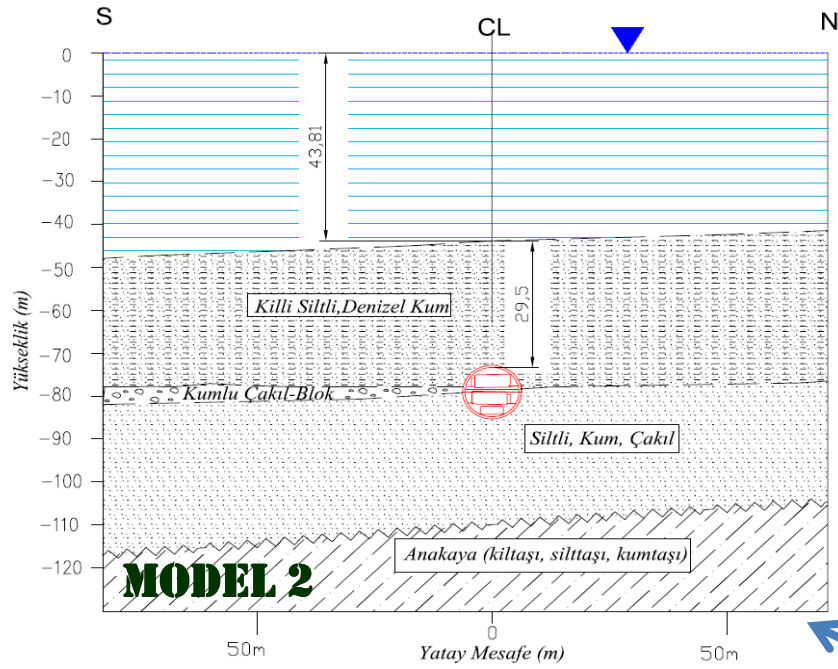 S
CL
N
0
-10
-20
-30
-40
-50
-60
-70
-80
-90
-100
-110
-120
Yükseklik (m)
43,81
29,5
Killi Siltli,Denizel Kum
Kumlu Çakıl-Blok
Siltli, Kum, Çakıl
Anakaya (kiltaşı, silttaşı, kumtaşı)
MODEL 2
50m
0
50m
Yatay Mesafe (m)